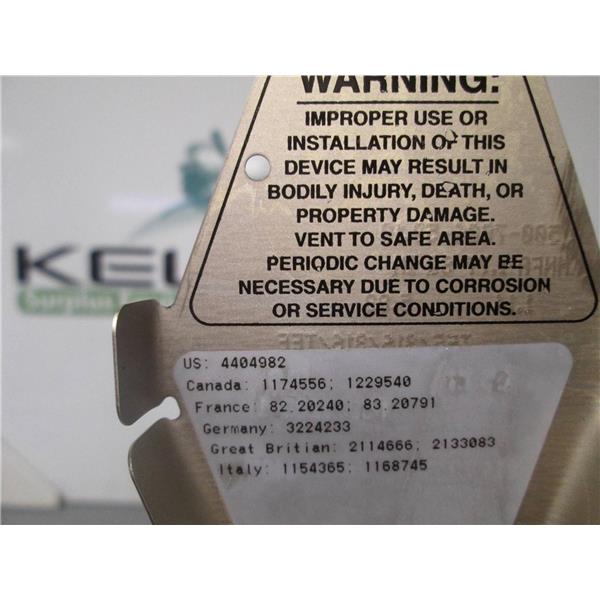 WARNING:
IMPROPER USE OR
INSTALLATION OF THIS
DEVICE MAY RESULT IN
BODILY INJURY, DEATH, OR
PROPERTY DAMAGE.
VENT TO SAFE AREA.
PERIODIC CHANGE MAY BE
NECESSARY DUE TO CORROSION
OR SERVICE CONDITIONS.
KEL
Surplus
US: 4404982
Canada: 1174556; 1229540
France: 82.20240; 83.20791
Germany: 3224233
Great Britian: 2114666; 2133083
Italy: 1154365; 1168745